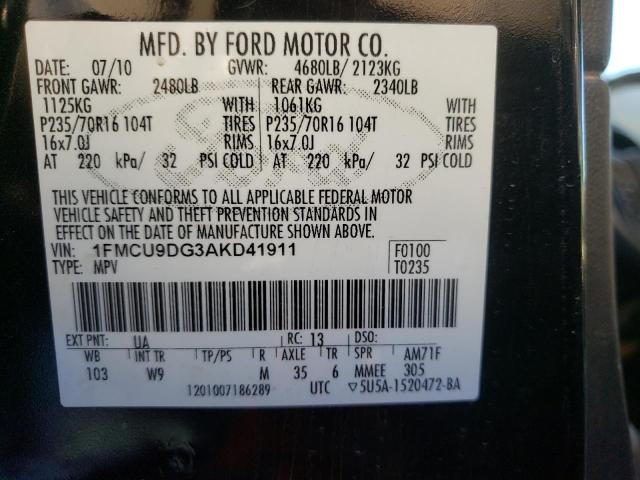 MFD. BY FORD MOTOR CO.
DATE: 07/10 GVWR: 4680LB/ 2123KG
FRONT GAWR: 2480LB REAR GAWR: 2340LB
1125KG WITH 1061KG WITH
P235/70R16 104T TIRES P235/70R16 104T TIRES
16x7.0J RIMS 16x7.0J RIMS
AT 220 kPa/ 32 PSI COLD AT 220 kPa/ 32 PSI COLD
THIS VEHICLE CONFORMS TO ALL APPLICABLE FEDERAL MOTOR
VEHICLE SAFETY AND THEFT PREVENTION STANDARDS IN
EFFECT ON THE DATE OF MANUFACTURE SHOWN ABOVE.
VIN: 1FMCU9DG3AKD41911 F0100
TYPE: MPV T0235
EXT PNT: UA RC: 13 DSO:
WB INT TR TP/PS R AXLE TR SPR AM71F
103 W9 M 35 6 MMEE 305
1201007186289 UTC ▽5U5A-1520472-BA